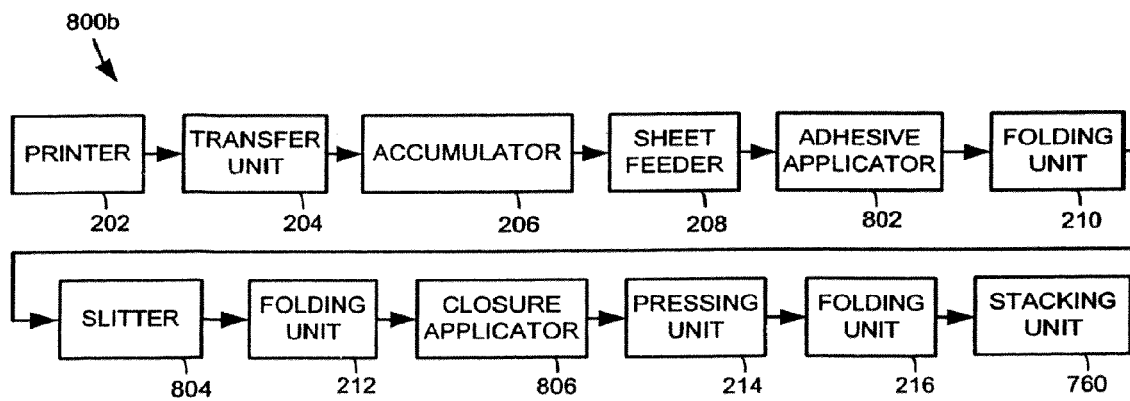 800b
PRINTER
TRANSFER
UNIT
ACCUMULATOR
SHEET
FEEDER
ADHESIVE
APPLICATOR
FOLDING
UNIT
202
204
206
208
802
210
SLITTER
FOLDING
UNIT
CLOSURE
APPLICATOR
PRESSING
UNIT
FOLDING
UNIT
STACKING
UNIT
804
212
806
214
216
760